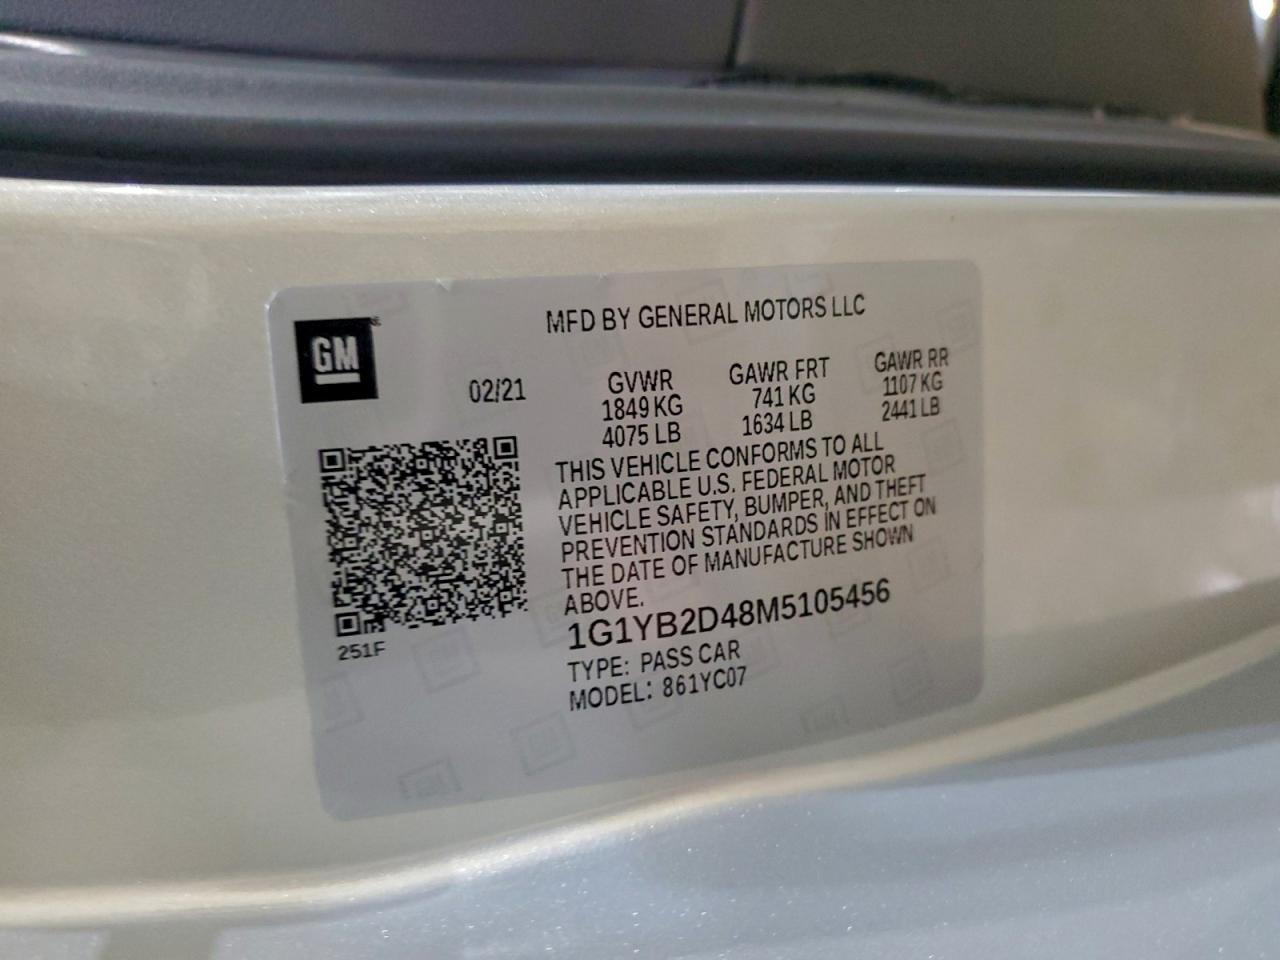 GM
MFD BY GENERAL MOTORS LLC
02/21
GVWR GAWR FRT GAWR RR
1849 KG 741 KG 1107 KG
4075 LB 1634 LB 2441 LB
THIS VEHICLE CONFORMS TO ALL
APPLICABLE U.S. FEDERAL MOTOR
VEHICLE SAFETY, BUMPER, AND THEFT
PREVENTION STANDARDS IN EFFECT ON
THE DATE OF MANUFACTURE SHOWN
ABOVE.
1G1YB2D48M5105456
251F
TYPE: PASS CAR
MODEL: 861YC07